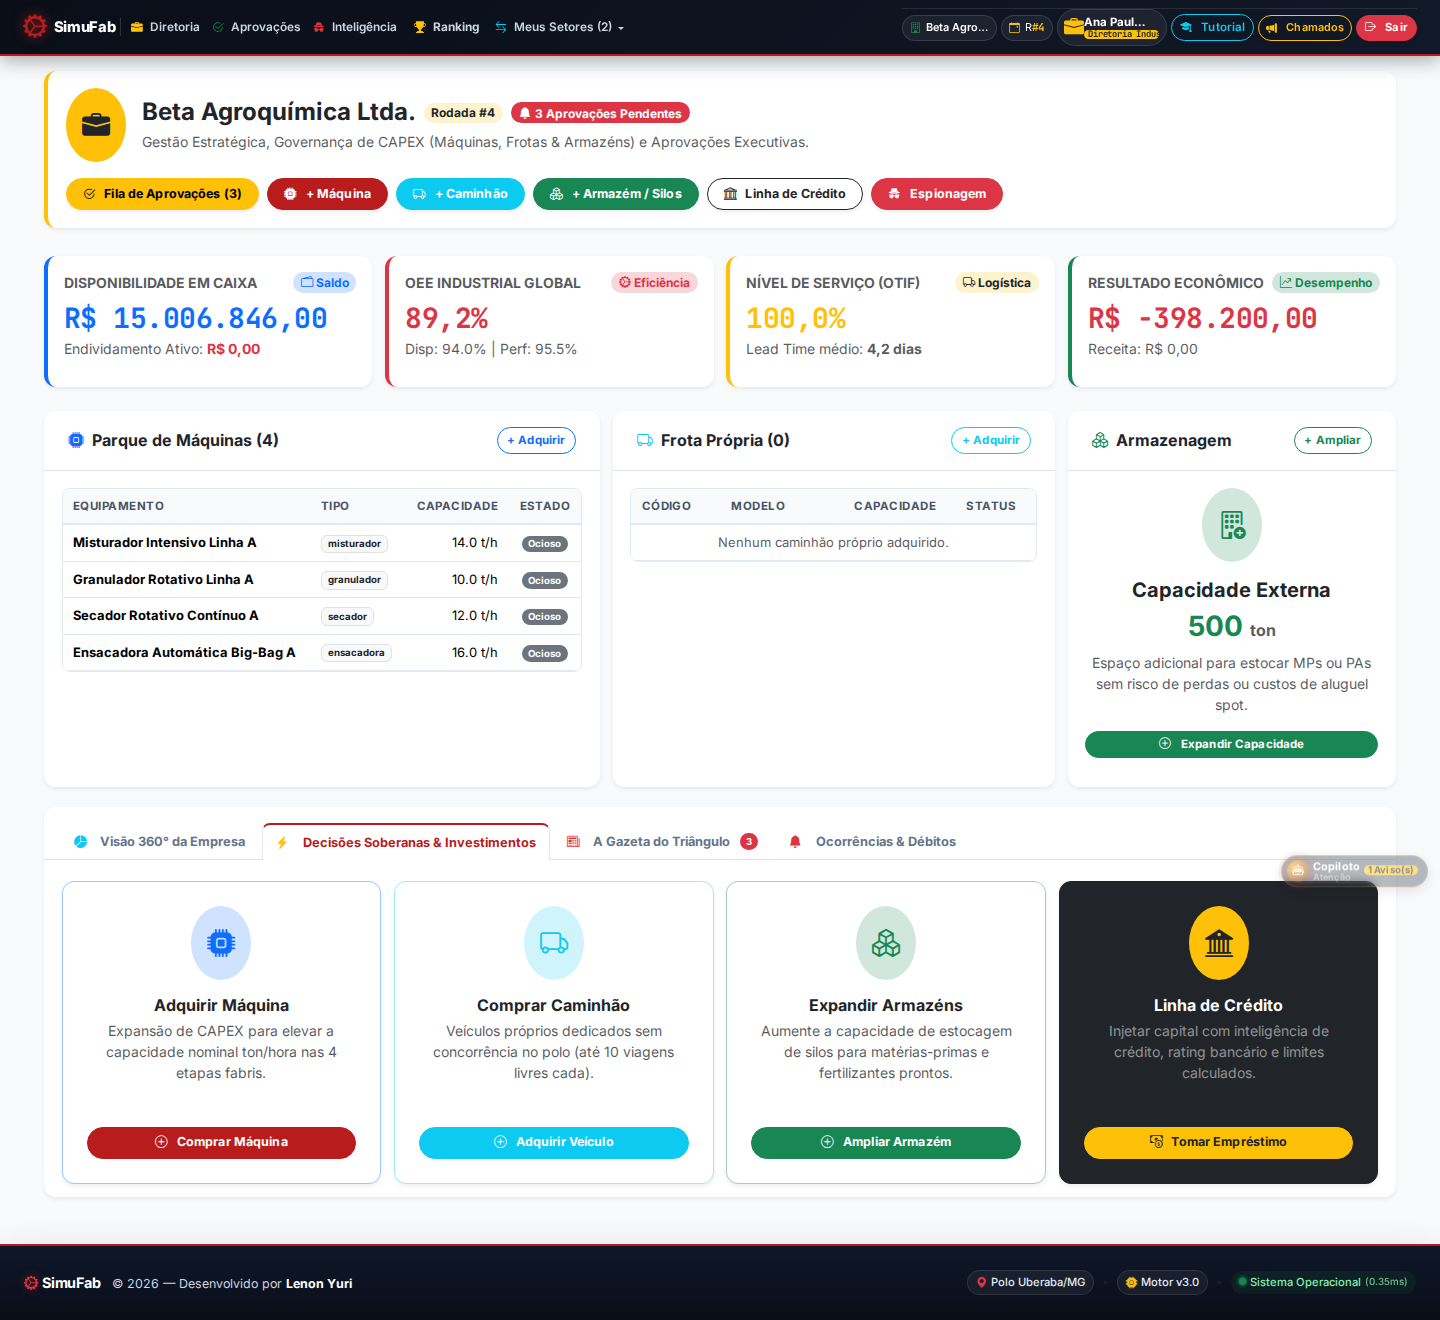 SimuFab
Diretoria
Aprovações
Inteligência
Ranking
Meus Setores (2)
Beta Agro...
R#4
Ana Paul...
Diretoria Indus
Tutorial
Chamados
Sair
Beta Agroquímica Ltda.
Rodada #4
3 Aprovações Pendentes
Gestão Estratégica, Governança de CAPEX (Máquinas, Frotas & Armazéns) e Aprovações Executivas.
Fila de Aprovações (3)
+ Máquina
+ Caminhão
+ Armazém / Silos
Linha de Crédito
Espionagem
DISPONIBILIDADE EM CAIXA
Saldo
R$ 15.006.846,00
Endividamento Ativo: R$ 0,00
OEE INDUSTRIAL GLOBAL
Eficiência
89,2%
Disp: 94.0% | Perf: 95.5%
NÍVEL DE SERVIÇO (OTIF)
Logística
100,0%
Lead Time médio: 4,2 dias
RESULTADO ECONÔMICO
Desempenho
R$ -398.200,00
Receita: R$ 0,00
Parque de Máquinas (4)
+ Adquirir
EQUIPAMENTO TIPO CAPACIDADE ESTADO
Misturador Intensivo Linha A misturador 14.0 t/h Ocioso
Granulador Rotativo Linha A granulador 10.0 t/h Ocioso
Secador Rotativo Contínuo A secador 12.0 t/h Ocioso
Ensacadora Automática Big-Bag A ensacadora 16.0 t/h Ocioso
Frota Própria (0)
+ Adquirir
CÓDIGO MODELO CAPACIDADE STATUS
Nenhum caminhão próprio adquirido.
Armazenagem
+ Ampliar
Capacidade Externa
500 ton
Espaço adicional para estocar MPs ou PAs
sem risco de perdas ou custos de aluguel
spot.
Expandir Capacidade
Visão 360° da Empresa
Decisões Soberanas & Investimentos
A Gazeta do Triângulo 3
Ocorrências & Débitos
Copiloto
Atenção
1 Aviso(s)
Adquirir Máquina
Expansão de CAPEX para elevar a
capacidade nominal ton/hora nas 4
etapas fabris.
Comprar Máquina
Comprar Caminhão
Veículos próprios dedicados sem
concorrência no polo (até 10 viagens
livres cada).
Adquirir Veículo
Expandir Armazéns
Aumente a capacidade de estocagem
de silos para matérias-primas e
fertilizantes prontos.
Ampliar Armazém
Linha de Crédito
Injetar capital com inteligência de
crédito, rating bancário e limites
calculados.
Tomar Empréstimo
SimuFab
© 2026 — Desenvolvido por Lenon Yuri
Polo Uberaba/MG
Motor v3.0
Sistema Operacional (0.35ms)